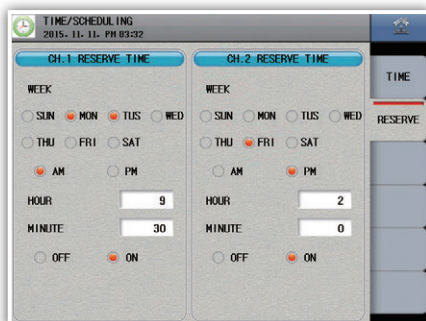 TIME/SCHEDULING
2015. 11. 11. PM 03:32
CH.1 RESERVE TIME
WEEK
SUN MON TUS WED
THU FRI SAT
AM PM
HOUR 9
MINUTE 30
OFF ON
CH.2 RESERVE TIME
WEEK
SUN MON TUS WED
THU FRI SAT
AM PM
HOUR 2
MINUTE 0
OFF ON
TIME
RESERVE